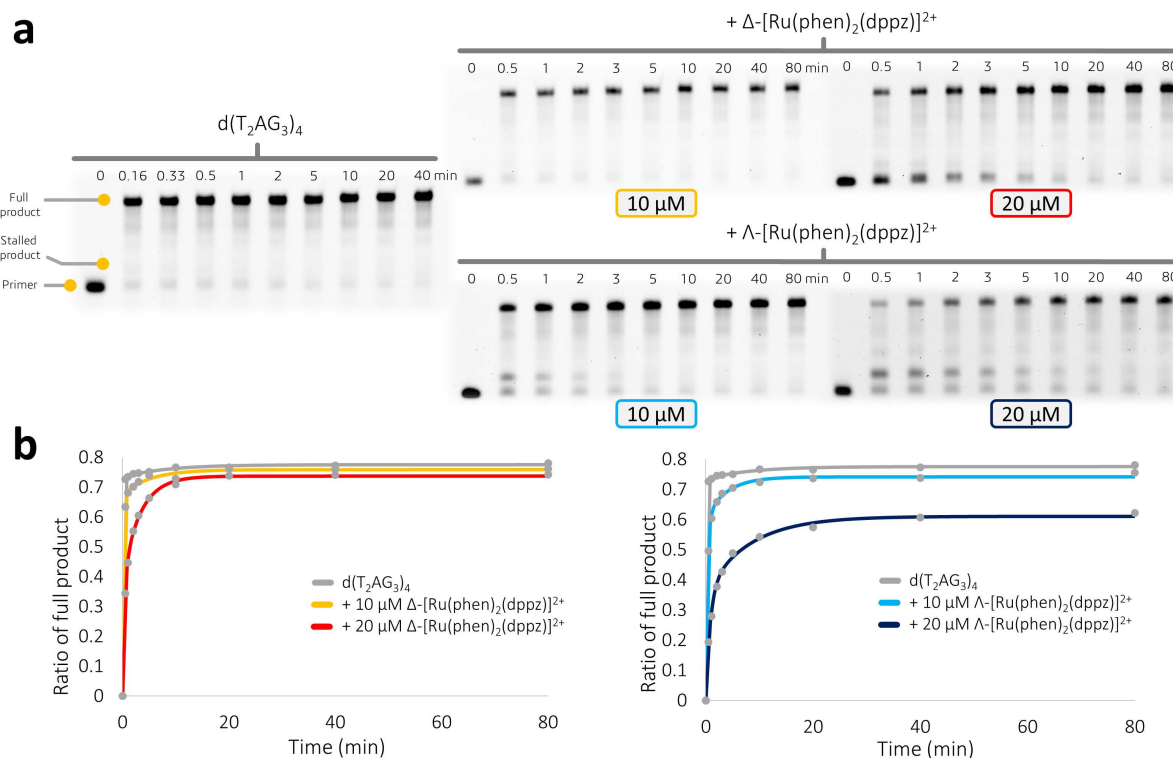 a
+ Δ-[Ru(phen)₂(dppz)]²⁺
0 0.5 1 2 3 5 10 20 40 80 min 0 0.5 1 2 3 5 10 20 40 80
d(T₂AG₃)₄
0 0.16 0.33 0.5 1 2 5 10 20 40 min
Full product
Stalled product
Primer
10 µM 20 µM
+ Λ-[Ru(phen)₂(dppz)]²⁺
0 0.5 1 2 3 5 10 20 40 80 min 0 0.5 1 2 3 5 10 20 40 80
10 µM 20 µM
b
Ratio of full product
0.8
0.7
0.6
0.5
0.4
0.3
0.2
0.1
0
0 20 40 60 80
Time (min)
d(T₂AG₃)₄
+ 10 µM Δ-[Ru(phen)₂(dppz)]²⁺
+ 20 µM Δ-[Ru(phen)₂(dppz)]²⁺
Ratio of full product
0.8
0.7
0.6
0.5
0.4
0.3
0.2
0.1
0
0 20 40 60 80
Time (min)
d(T₂AG₃)₄
+ 10 µM Λ-[Ru(phen)₂(dppz)]²⁺
+ 20 µM Λ-[Ru(phen)₂(dppz)]²⁺